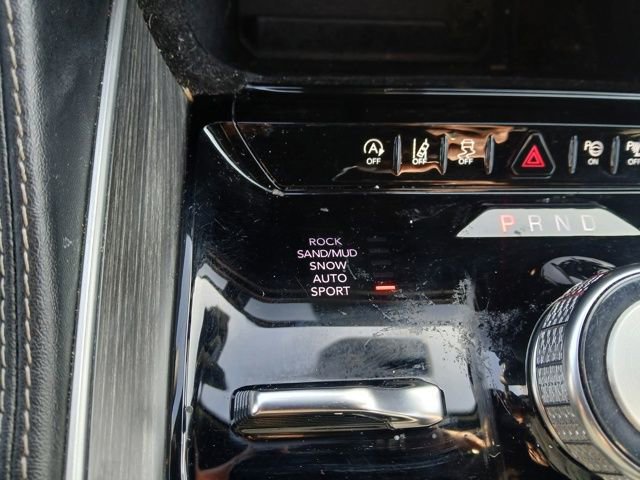 OFF OFF OFF P ON
P R N D
ROCK
SAND/MUD
SNOW
AUTO
SPORT